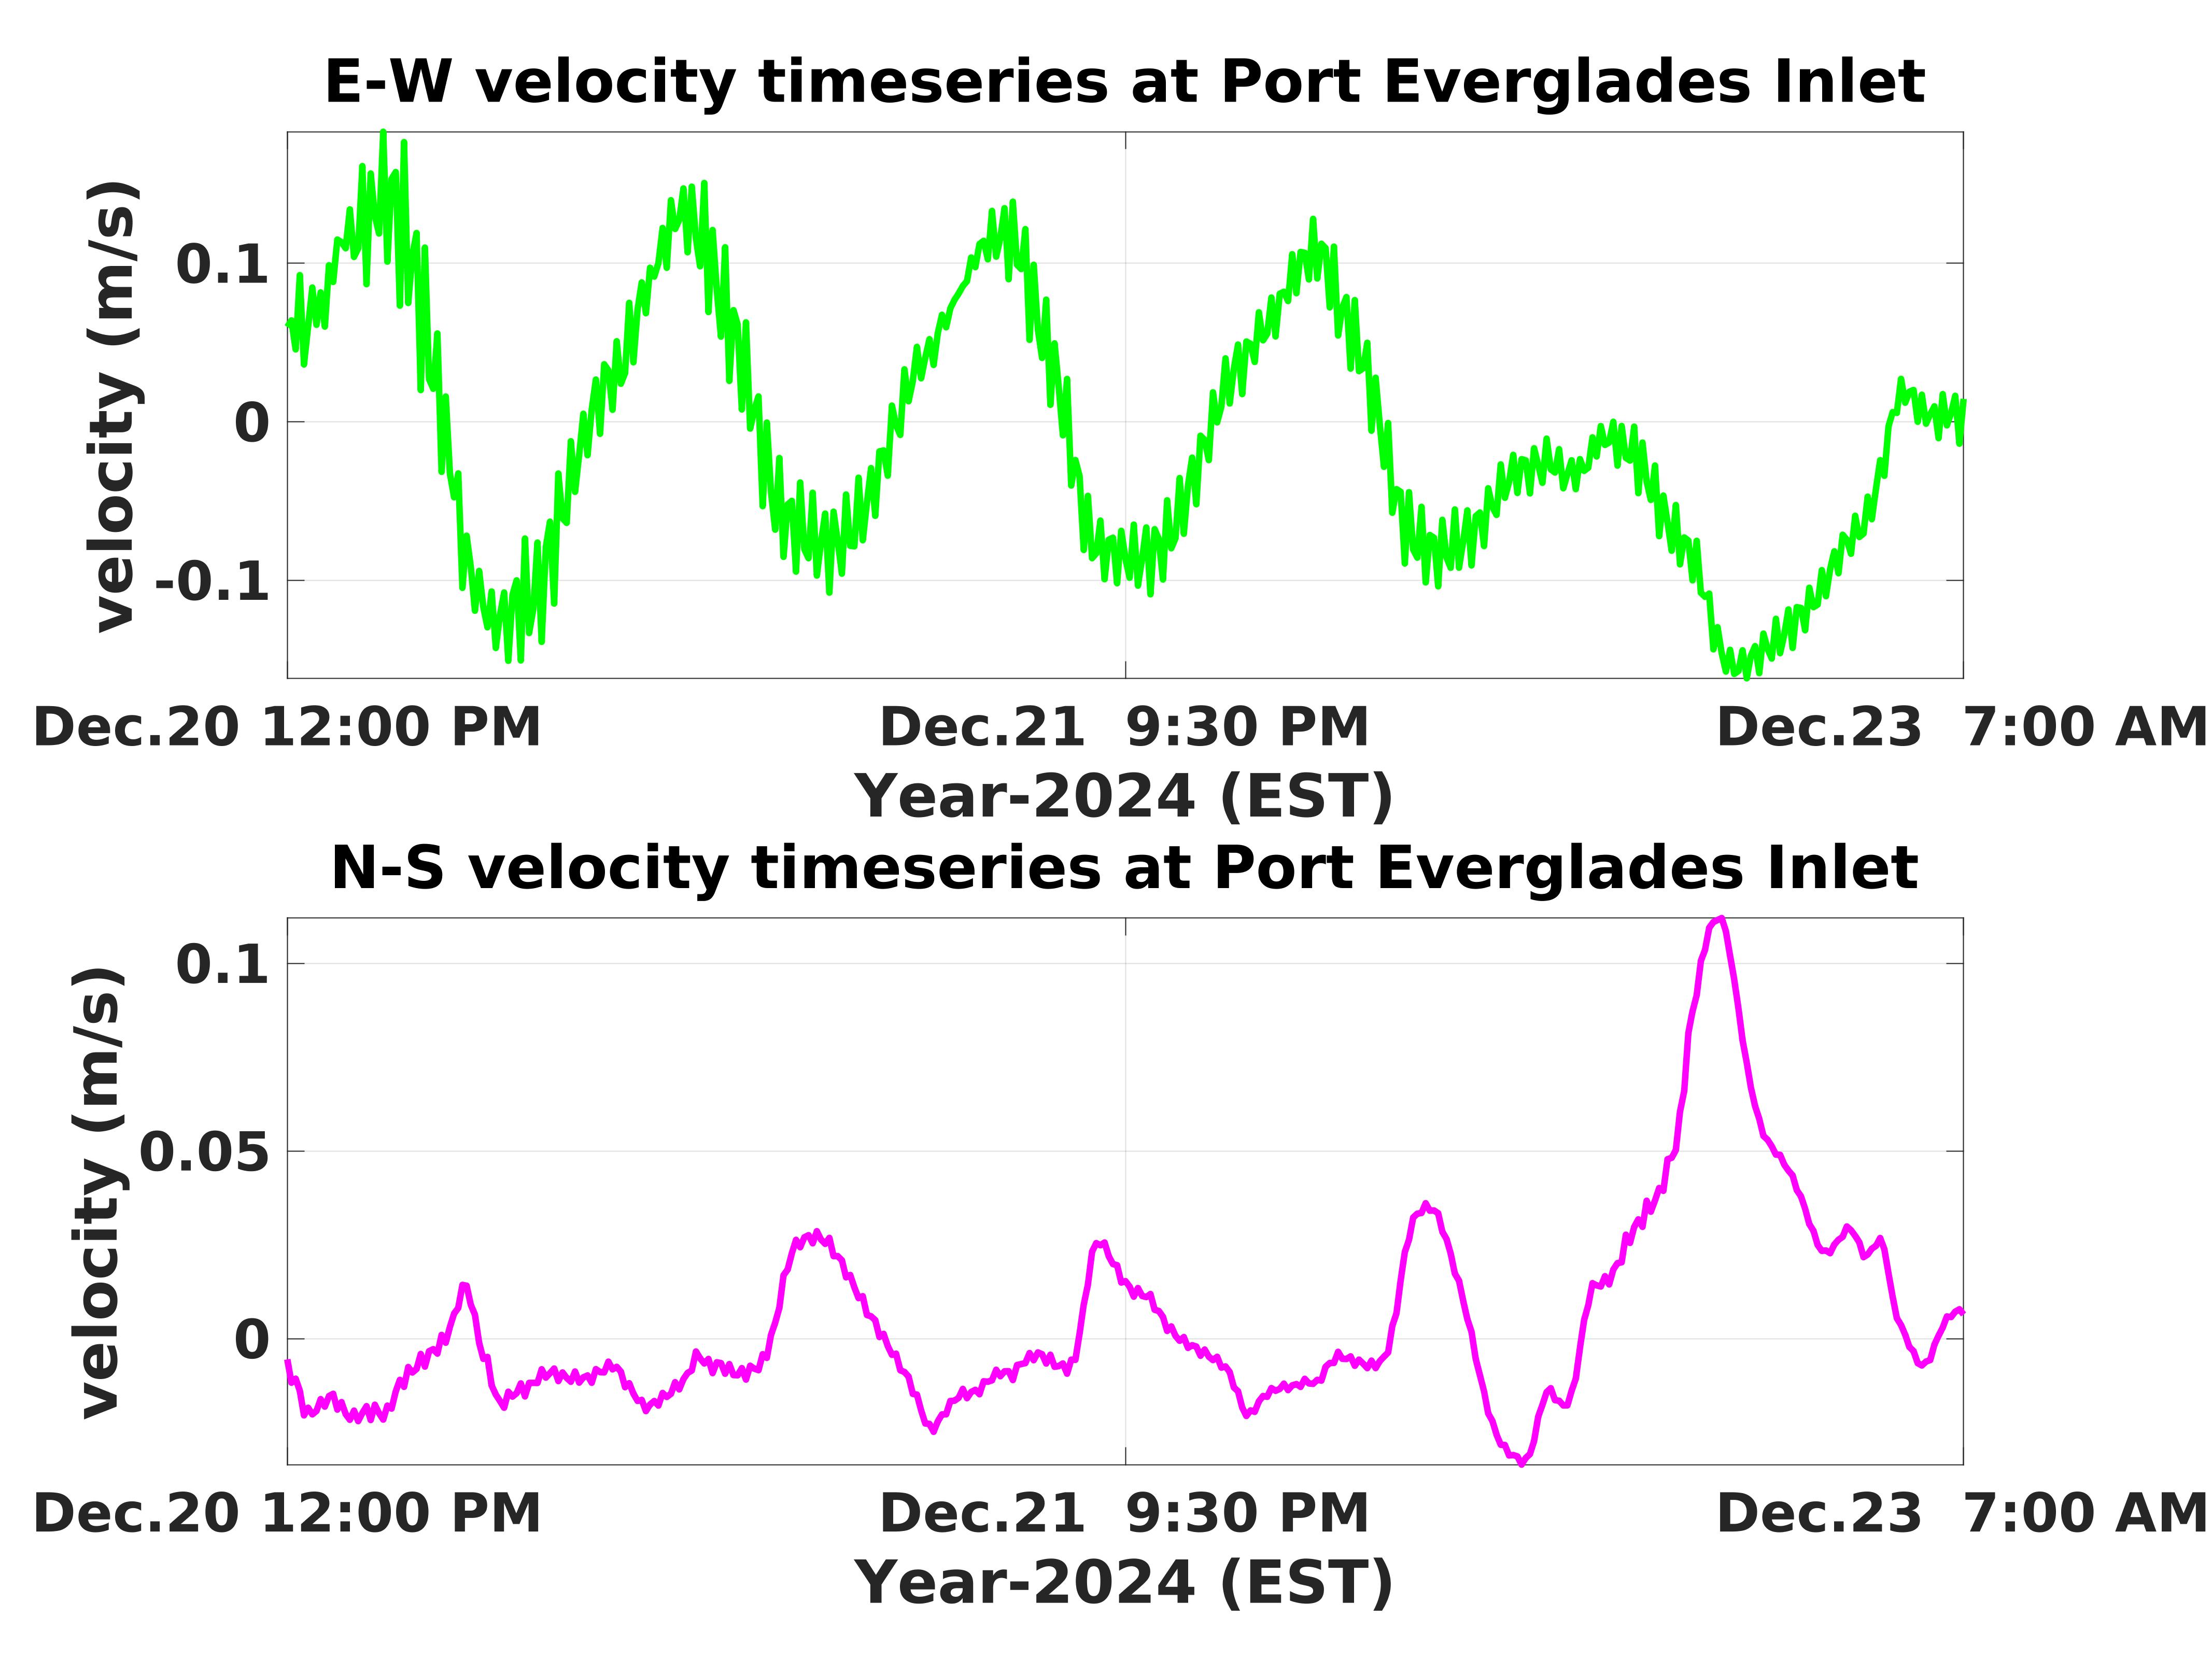 E-W velocity timeseries at Port Everglades Inlet
velocity (m/s)
0.1
0
-0.1
Dec.20 12:00 PM
Dec.21 9:30 PM
Dec.23 7:00 AM
Year-2024 (EST)
N-S velocity timeseries at Port Everglades Inlet
velocity (m/s)
0.1
0.05
0
Dec.20 12:00 PM
Dec.21 9:30 PM
Dec.23 7:00 AM
Year-2024 (EST)